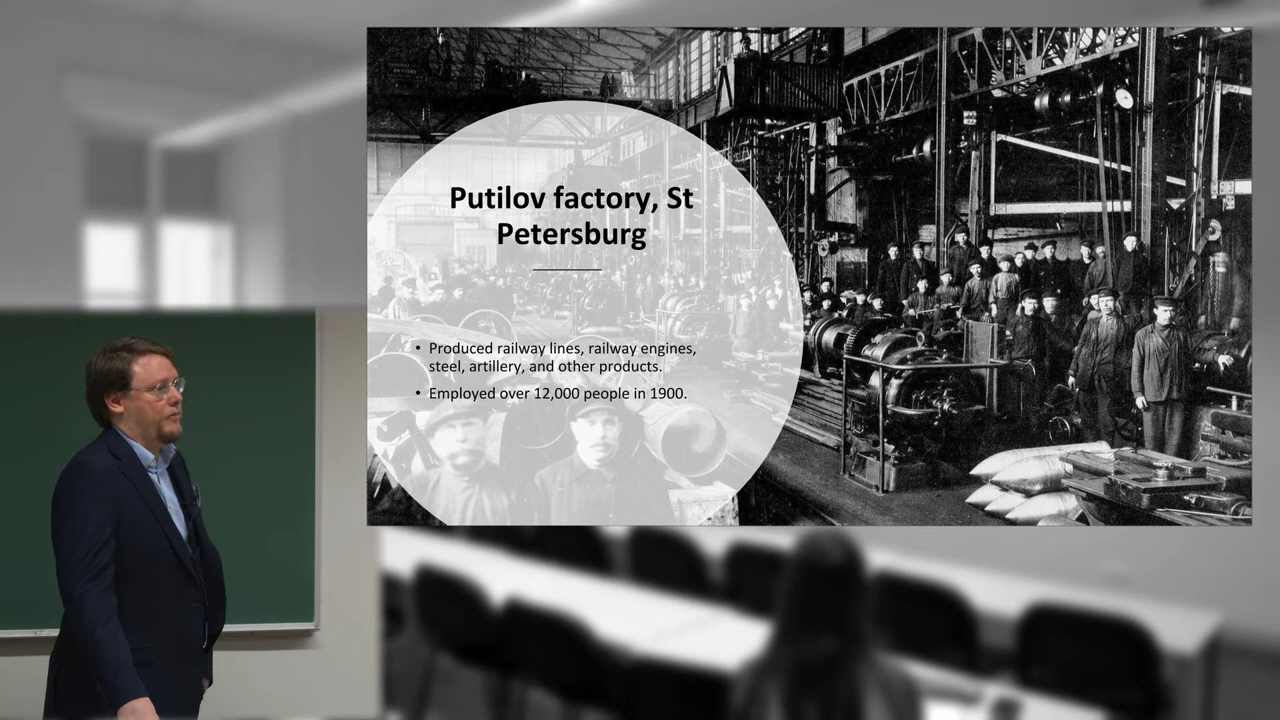 Putilov factory, St
Petersburg
• Produced railway lines, railway engines,
steel, artillery, and other products.
• Employed over 12,000 people in 1900.